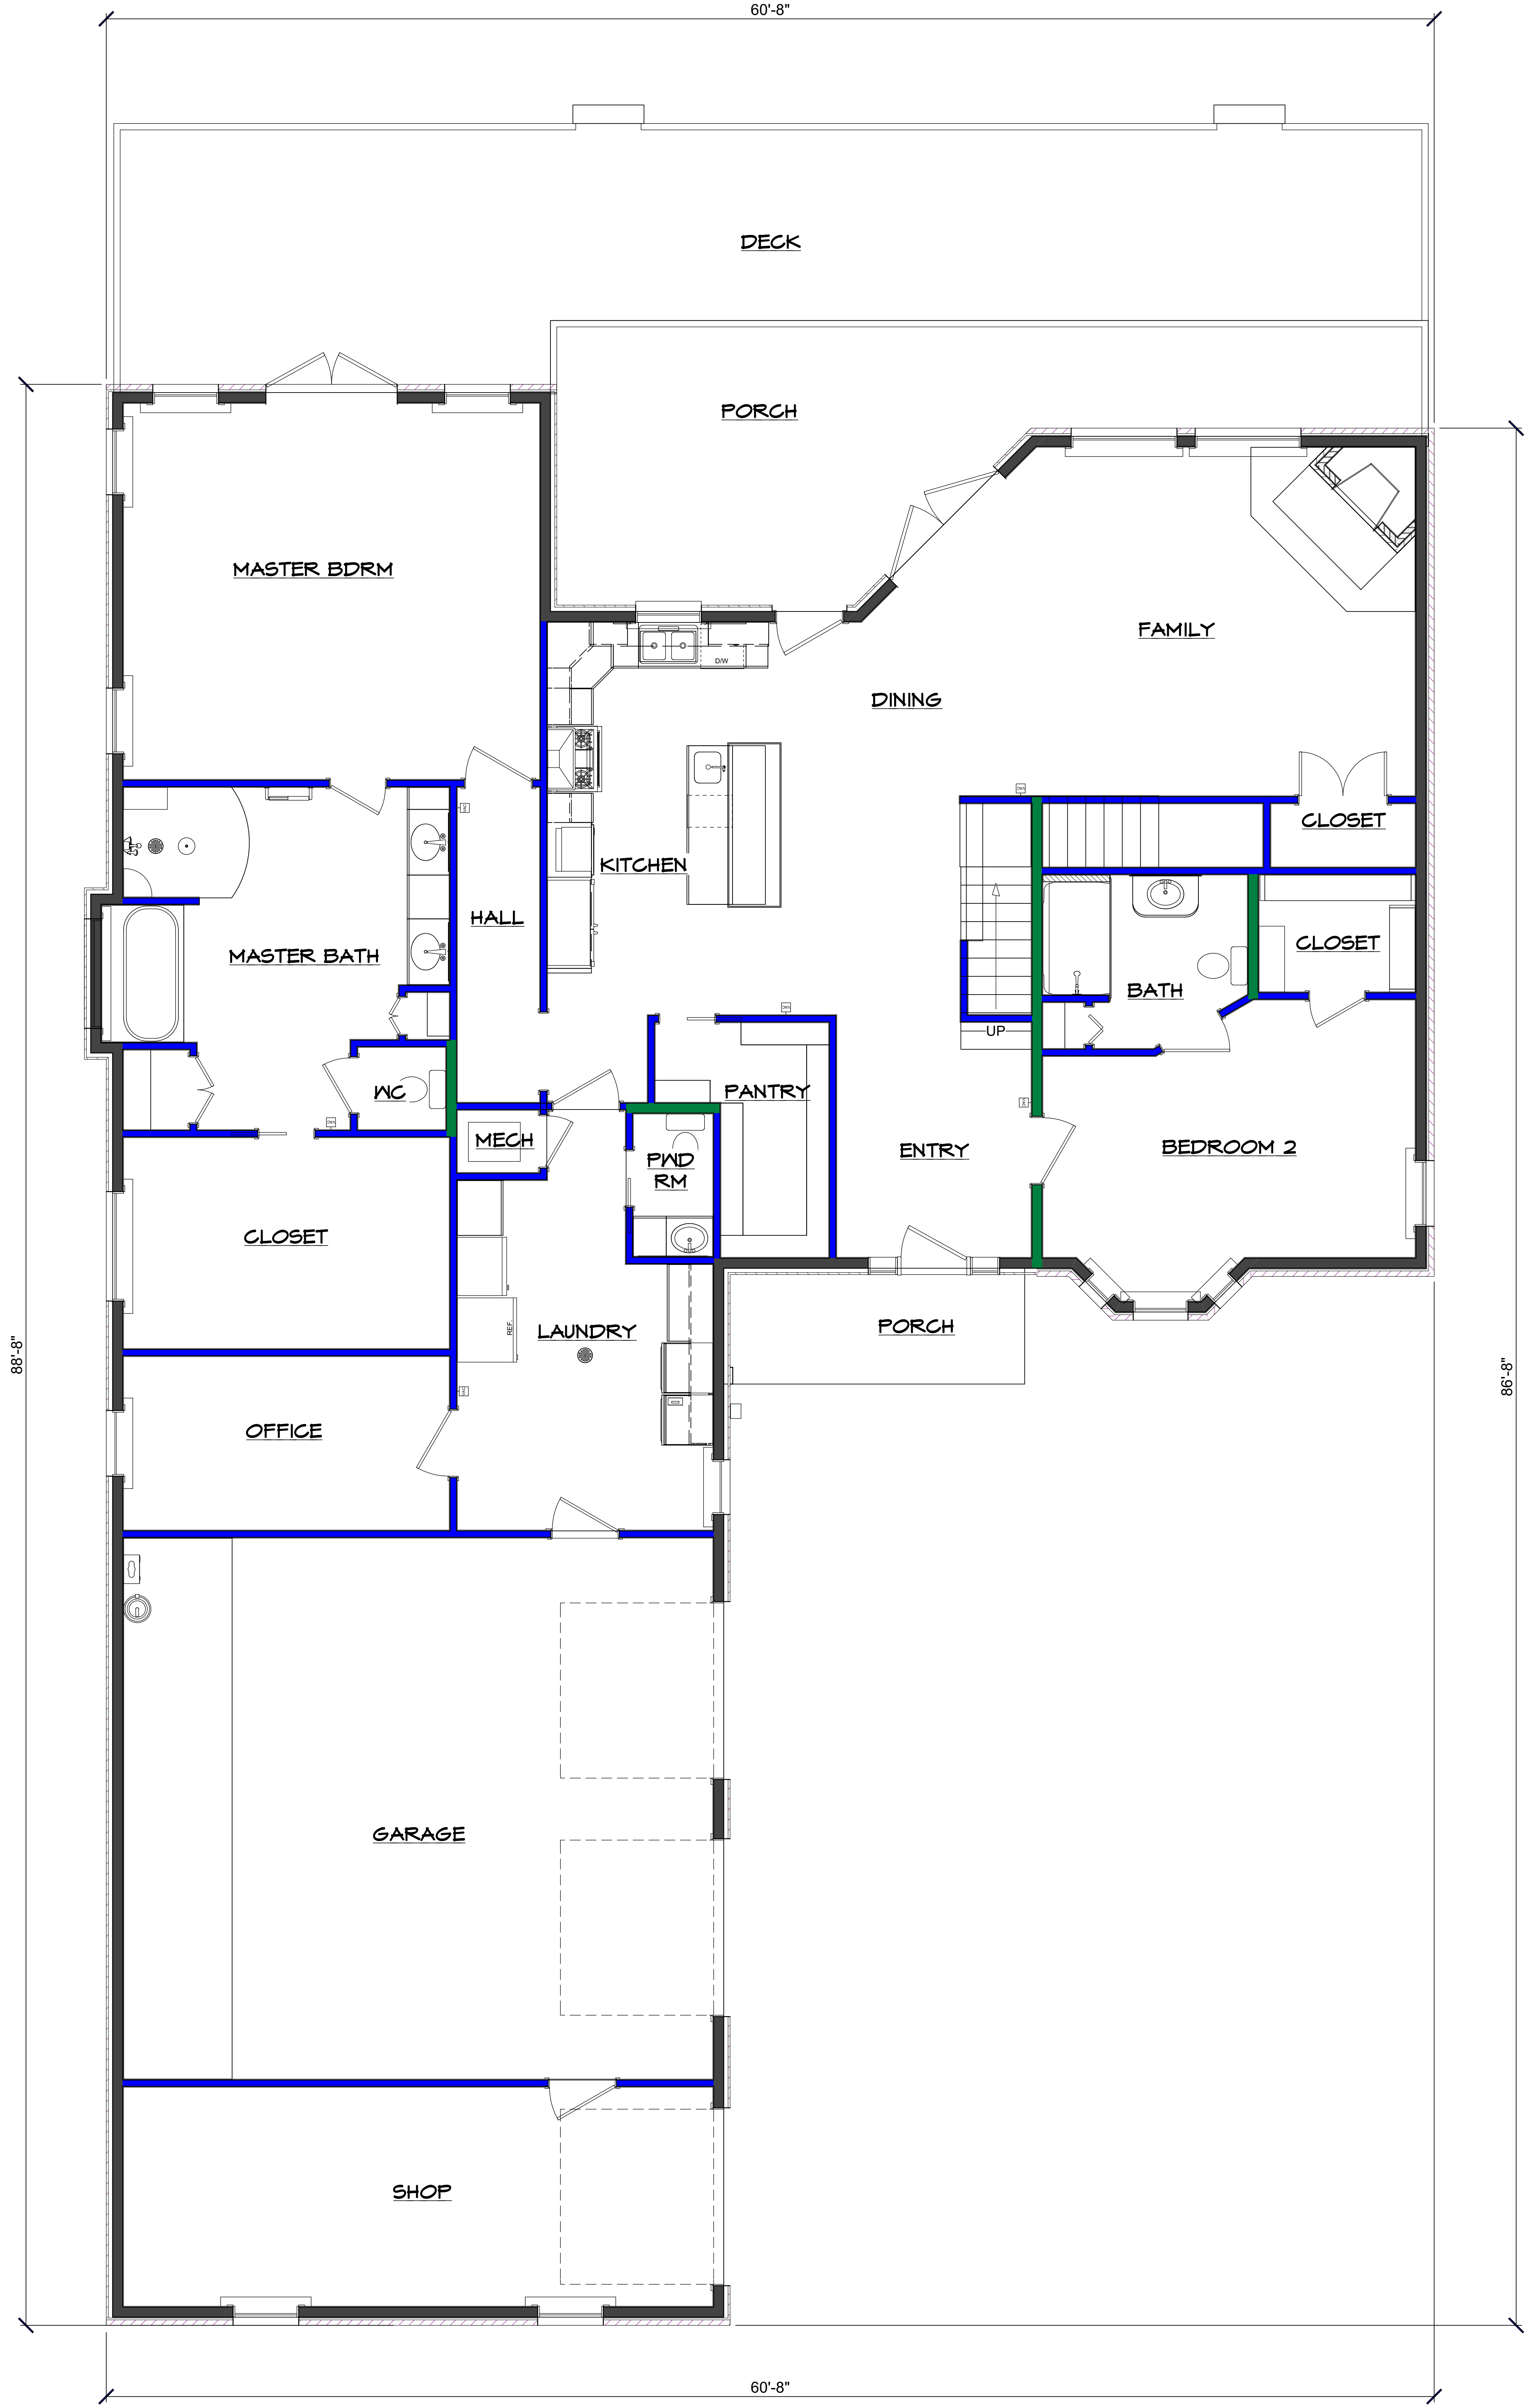 60'-8"
DECK
PORCH
MASTER BDRM
FAMILY
D/W
DINING
CLOSET
KITCHEN
HALL
CLOSET
MASTER BATH
BATH
UP
WC
PANTRY
MECH
BEDROOM 2
ENTRY
PWD
RM
CLOSET
REF.
LAUNDRY
PORCH
88'-8"
86'-8"
OFFICE
GARAGE
SHOP
60'-8"